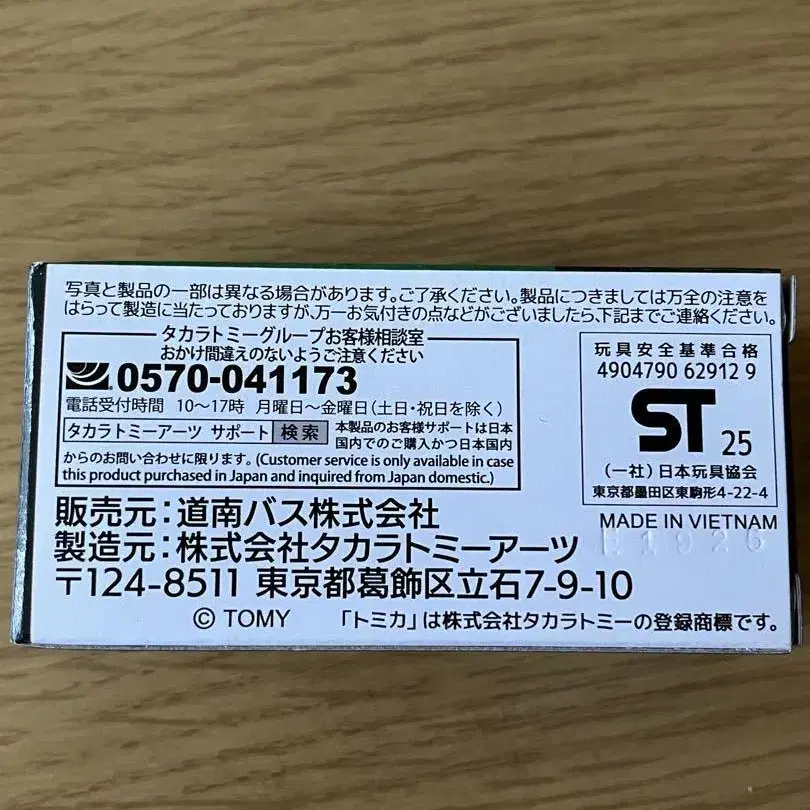 写真と製品の一部は異なる場合があります。ご了承ください。製品につきましては万全の注意を
はらって製造に当たっておりますが、万一お気付きの点などがございましたら、下記までご連絡ください。
タカラトミーグループお客様相談室
おかけ間違えのないようご注意ください
0570-041173
電話受付時間 10〜17時 月曜日〜金曜日(土日・祝日を除く)
タカラトミーアーツ サポート 検索 本製品のお客様サポートは日本
国内でのご購入かつ日本国内
からのお問い合わせに限ります。(Customer service is only available in case
this product purchased in Japan and inquired from Japan domestic.)
玩具安全基準合格
4904790 62912 9
ST 25
(一社)日本玩具協会
東京都墨田区東駒形4-22-4
MADE IN VIETNAM
販売元:道南バス株式会社
製造元:株式会社タカラトミーアーツ
〒124-8511 東京都葛飾区立石7-9-10
© TOMY 「トミカ」は株式会社タカラトミーの登録商標です。